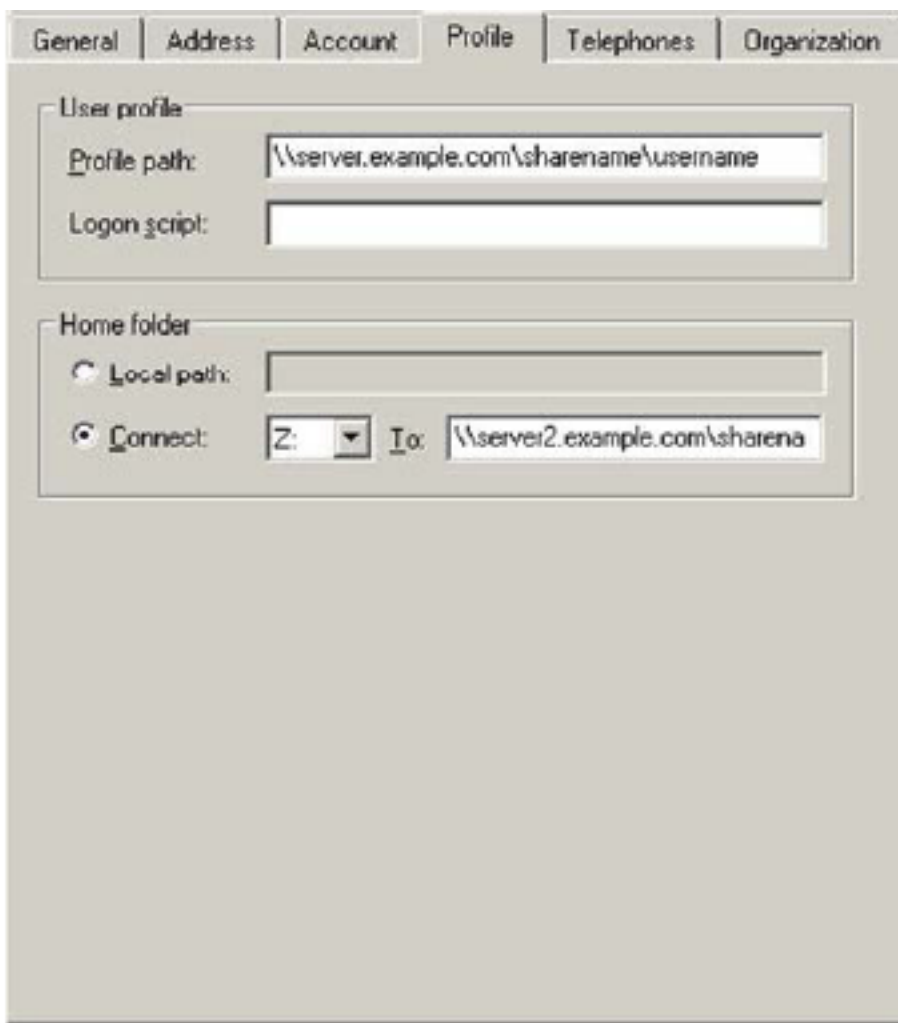 General Address Account Profile Telephones Organization
User profile
Profile path: \\server.example.com\sharename\username
Logon script:
Home folder
Local path:
Connect: Z: To: \\server2.example.com\sharena